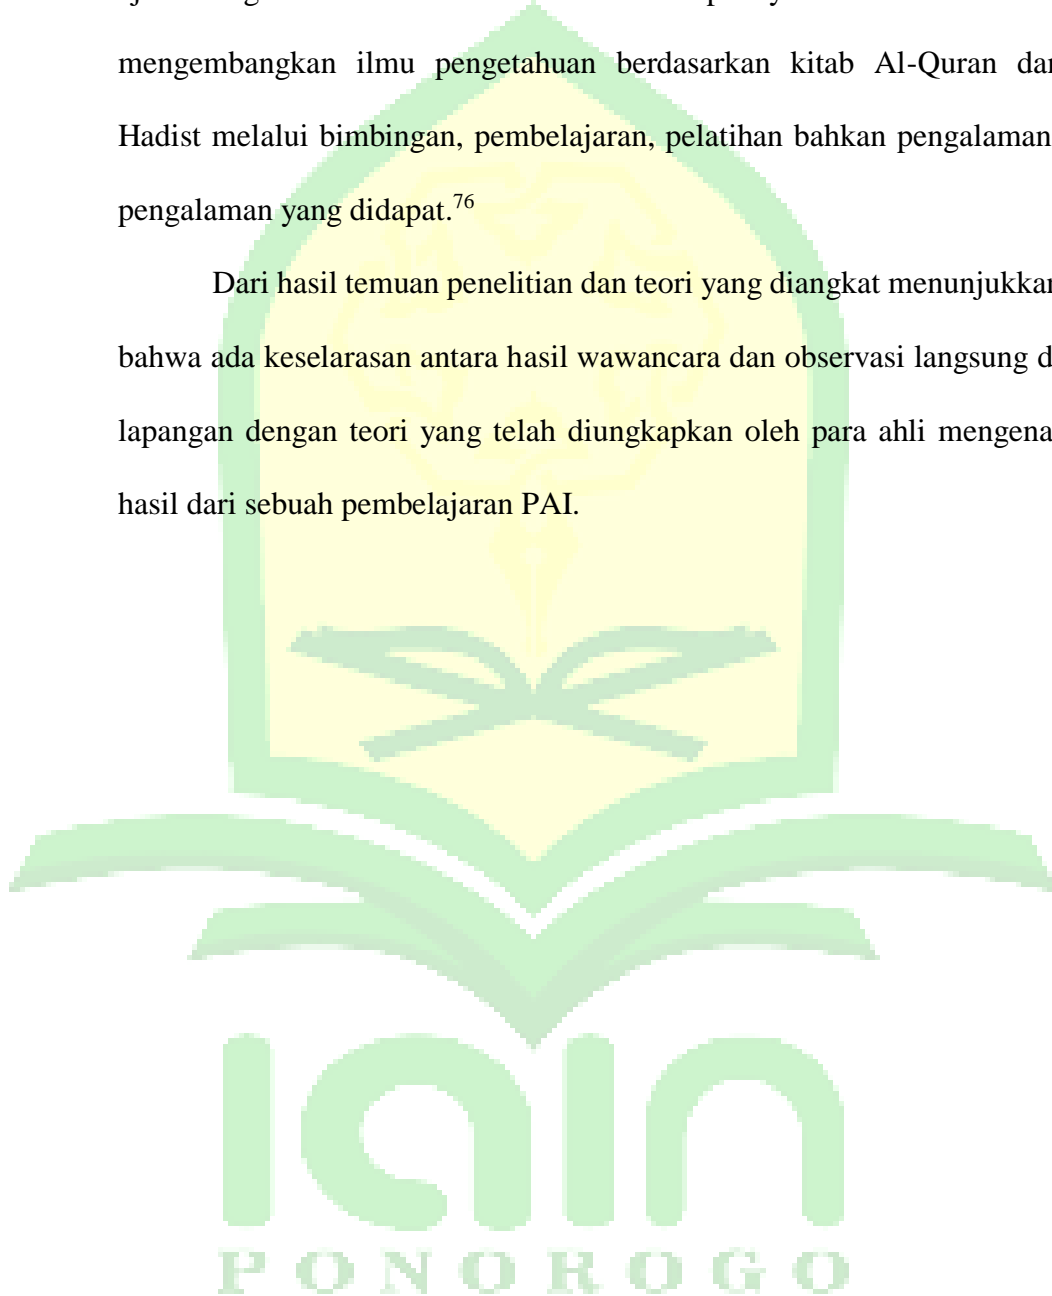 mengembangkan ilmu pengetahuan berdasarkan kitab Al-Quran dan
Hadist melalui bimbingan, pembelajaran, pelatihan bahkan pengalaman
pengalaman yang didapat.76
Dari hasil temuan penelitian dan teori yang diangkat menunjukkan
bahwa ada keselarasan antara hasil wawancara dan observasi langsung d
lapangan dengan teori yang telah diungkapkan oleh para ahli mengena
hasil dari sebuah pembelajaran PAI.
IAIN
PONOROGO